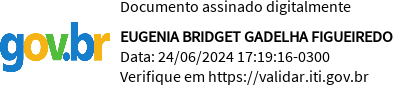 Documento assinado digitalmente
gov.br
EUGENIA BRIDGET GADELHA FIGUEIREDO
Data: 24/06/2024 17:19:16-0300
Verifique em https://validar.iti.gov.br